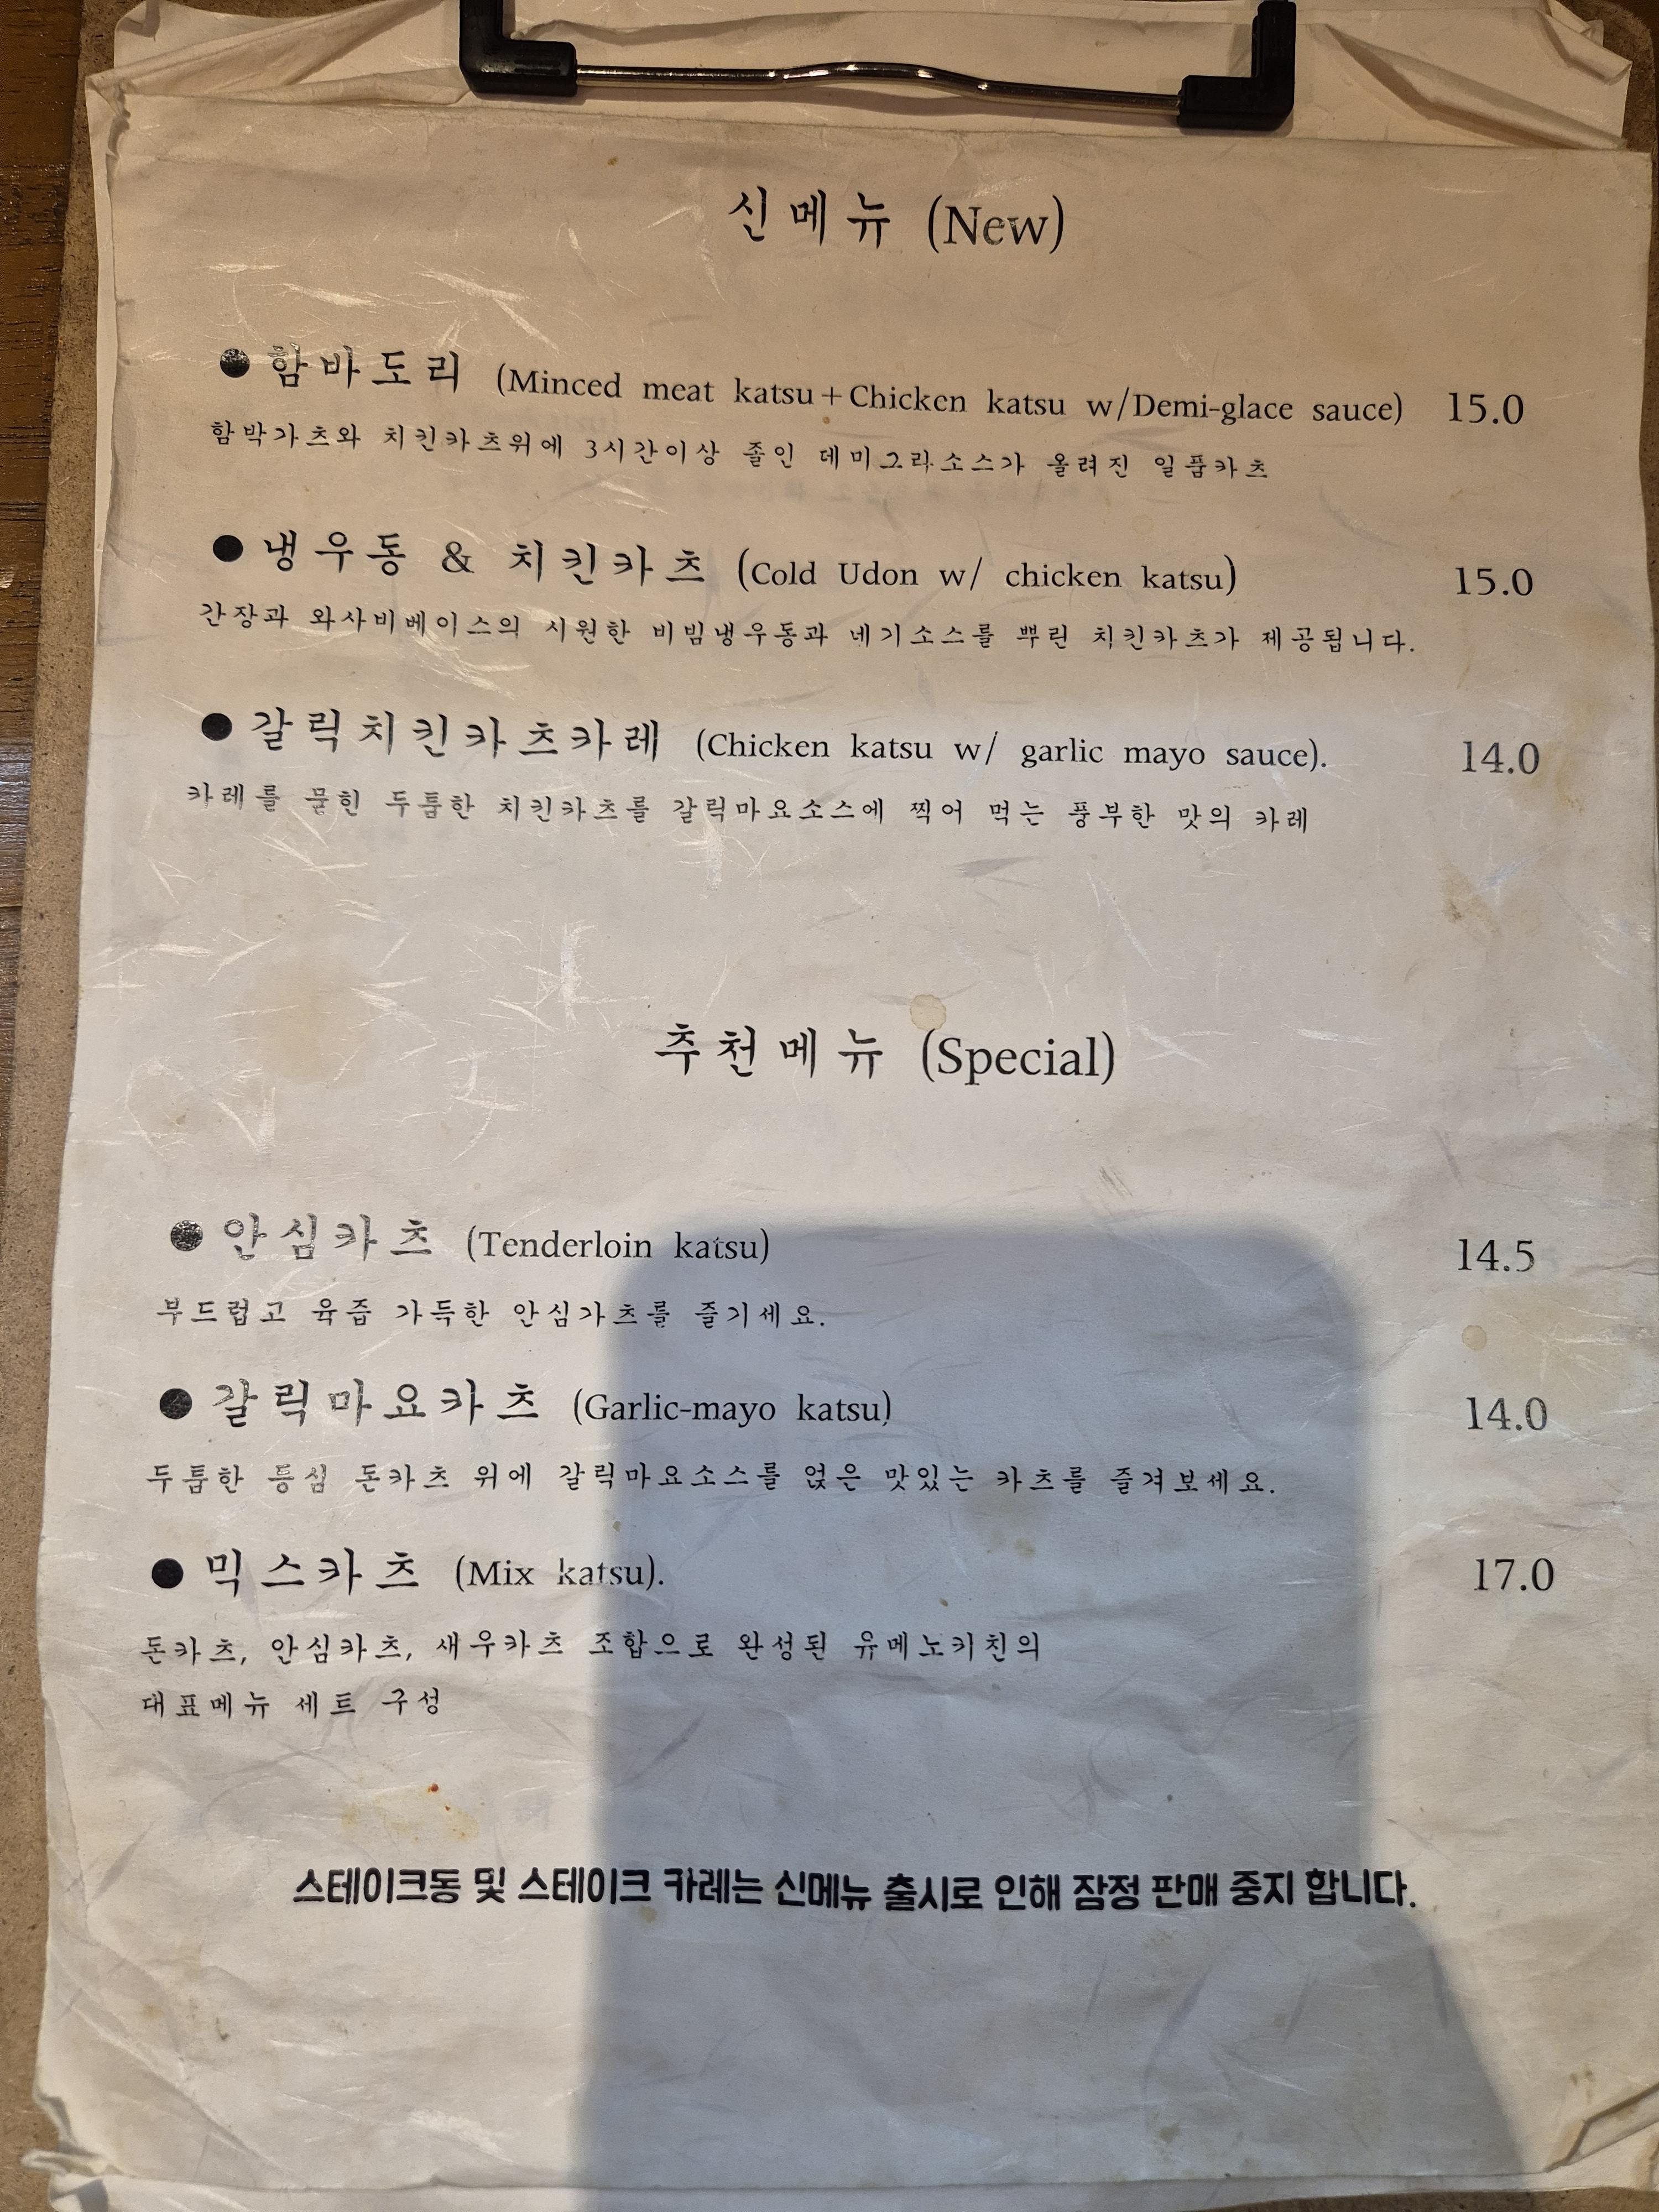 신메뉴 (New)
● 함바도리 (Minced meat katsu+Chicken katsu w/Demi-glace sauce) 15.0
함박가츠와 치킨카츠위에 3시간이상 졸인 데미그라소스가 올려진 일품카츠
● 냉우동 & 치킨카츠 (Cold Udon w/ chicken katsu) 15.0
간장과 와사비베이스의 시원한 비빔냉우동과 네기소스를 뿌린 치킨카츠가 제공됩니다.
● 갈릭치킨카츠카레 (Chicken katsu w/ garlic mayo sauce). 14.0
카레를 묻힌 두툼한 치킨카츠를 갈릭마요소스에 찍어 먹는 풍부한 맛의 카레
추천메뉴 (Special)
● 안심카츠 (Tenderloin katsu) 14.5
부드럽고 육즙 가득한 안심가츠를 즐기세요.
● 갈릭마요카츠 (Garlic-mayo katsu) 14.0
두툼한 등심 돈카츠 위에 갈릭마요소스를 얹은 맛있는 카츠를 즐겨보세요.
● 믹스카츠 (Mix katsu). 17.0
돈카츠, 안심카츠, 새우카츠 조합으로 완성된 유메노키친의
대표메뉴 세트 구성
스테이크동 및 스테이크 카레는 신메뉴 출시로 인해 잠정 판매 중지 합니다.